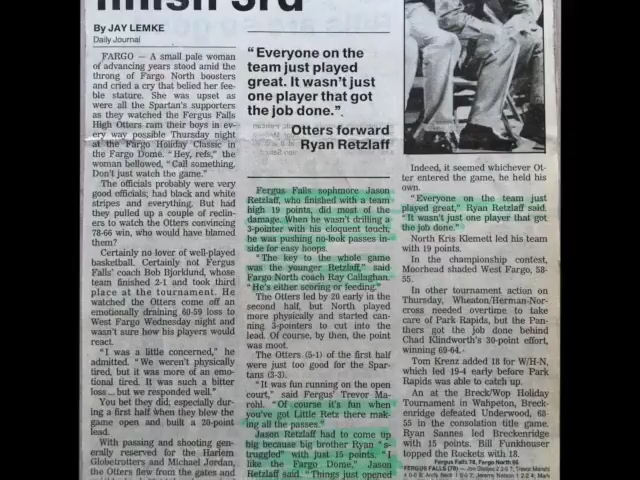 finish 3rd
By JAY LEMKE
Daily Journal
FARGO — A small pale woman
of advancing years stood amid the
throng of Fargo North boosters
and cried a cry that belied her fee-
ble stature. She was upset as
were all the Spartan's supporters
as they watched the Fergus Falls
High Otters ram their boys in ev-
ery way possible Thursday night
at the Fargo Holiday Classic in
the Fargo Dome. "Hey, refs," the
woman bellowed, "Call something.
Don't just watch the game."
The officials probably were very
good officials; had black and white
stripes and everything. But had
they pulled up a couple of reclin-
ers to watch the Otters convincing
78-66 win, who would have blamed
them?
Certainly no lover of well-played
basketball. Certainly not Fergus
Falls' coach Bob Bjorklund, whose
team finished 2-1 and took third
place at the tournament. He
watched the Otters come off an
emotionally draining 60-59 loss to
West Fargo Wednesday night and
wasn't sure how his players would
react.
"I was a little concerned," he
admitted. "We weren't physically
tired, but it was more of an emo-
tional tired. It was such a bitter
loss... but we responded well."
You bet they did; especially dur-
ing a first half when they blew the
game open and built a 20-point
lead.
With passing and shooting gen-
erally reserved for the Harlem
Globetrotters and Michael Jordan,
the Otters flew from the gates and
"Everyone on the
team just played
great. It wasn't just
one player that got
the job done."
Otters forward
Ryan Retzlaff
Fergus Falls sophmore Jason
Retzlaff, who finished with a team
high 19 points, did most of the
damage. When he wasn't drilling a
3-pointer with his eloquent touch, he
was pushing no-look passes in-
side for easy hoops.
"The key to the whole game
was the younger Retzlaff," said
Fargo North coach Ray Callaghan.
"He's either scoring or feeding."
The Otters led by 20 early in the
second half, but North played
more physically and started can-
ning 3-pointers to cut into the
lead. Of course, by then, the point
was moot.
The Otters (5-1) of the first half
were just too good for the Spar-
tans (3-3).
"It was fun running on the open
court," said Fergus' Trevor Ma-
rohl. "Of course it's fun when
you've got Little Retz there mak-
ing all the passes."
Jason Retzlaff had to come up
big because big brother Ryan "s-
truggled" with just 15 points. "I
like the Fargo Dome," Jason
Retzlaff said. "Things just opened
Indeed, it seemed whichever Ot-
ter entered the game, he held his
own.
"Everyone on the team just
played great," Ryan Retzlaff said.
"It wasn't just one player that got
the job done."
North Kris Klemett led his team
with 19 points.
In the championship contest,
Moorhead shaded West Fargo, 58-
55.
In other tournament action on
Thursday, Wheaton/Herman-Nor-
cross needed overtime to take
care of Park Rapids, but the Pan-
thers got the job done behind
Chad Klindworth's 30-point effort,
winning 69-64.
Tom Krenz added 18 for W/H-N,
which led 19-4 early before Park
Rapids was able to catch up.
An at the Breck/Wop Holiday
Tournament in Wahpeton, Breck-
enridge defeated Underwood, 68-
55 in the consolation title game.
Ryan Sannes led Breckenridge
with 15 points. Bill Funkhouser
topped the Rockets with 18.
Fergus Falls 78, Fargo North 66
FERGUS FALLS (78) —